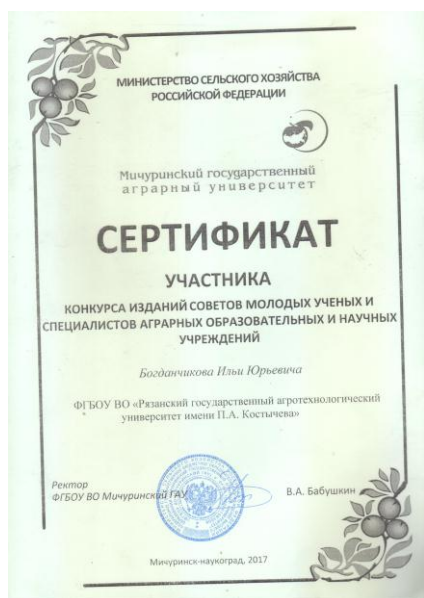 МИНИСТЕРСТВО СЕЛЬСКОГО ХОЗЯЙСТВА
РОССИЙСКОЙ ФЕДЕРАЦИИ
Мичуринский государственный
аграрный университет
СЕРТИФИКАТ
УЧАСТНИКА
КОНКУРСА ИЗДАНИЙ СОВЕТОВ МОЛОДЫХ УЧЕНЫХ И
СПЕЦИАЛИСТОВ АГРАРНЫХ ОБРАЗОВАТЕЛЬНЫХ И НАУЧНЫХ
УЧРЕЖДЕНИЙ
Богданчикова Ильи Юрьевича
ФГБОУ ВО «Рязанский государственный агротехнологический
университет имени П.А. Костычева»
Ректор
ФГБОУ ВО Мичуринский ГАУ
В.А. Бабушкин
Мичуринск-наукоград, 2017